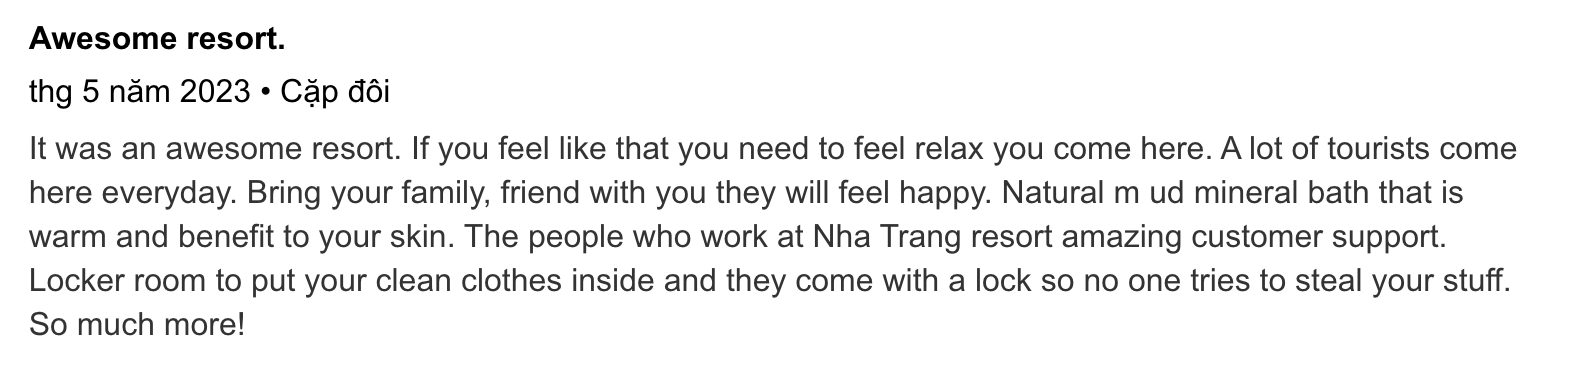 Awesome resort.
thg 5 năm 2023 • Cặp đôi
It was an awesome resort. If you feel like that you need to feel relax you come here. A lot of tourists come
here everyday. Bring your family, friend with you they will feel happy. Natural m ud mineral bath that is
warm and benefit to your skin. The people who work at Nha Trang resort amazing customer support.
Locker room to put your clean clothes inside and they come with a lock so no one tries to steal your stuff.
So much more!